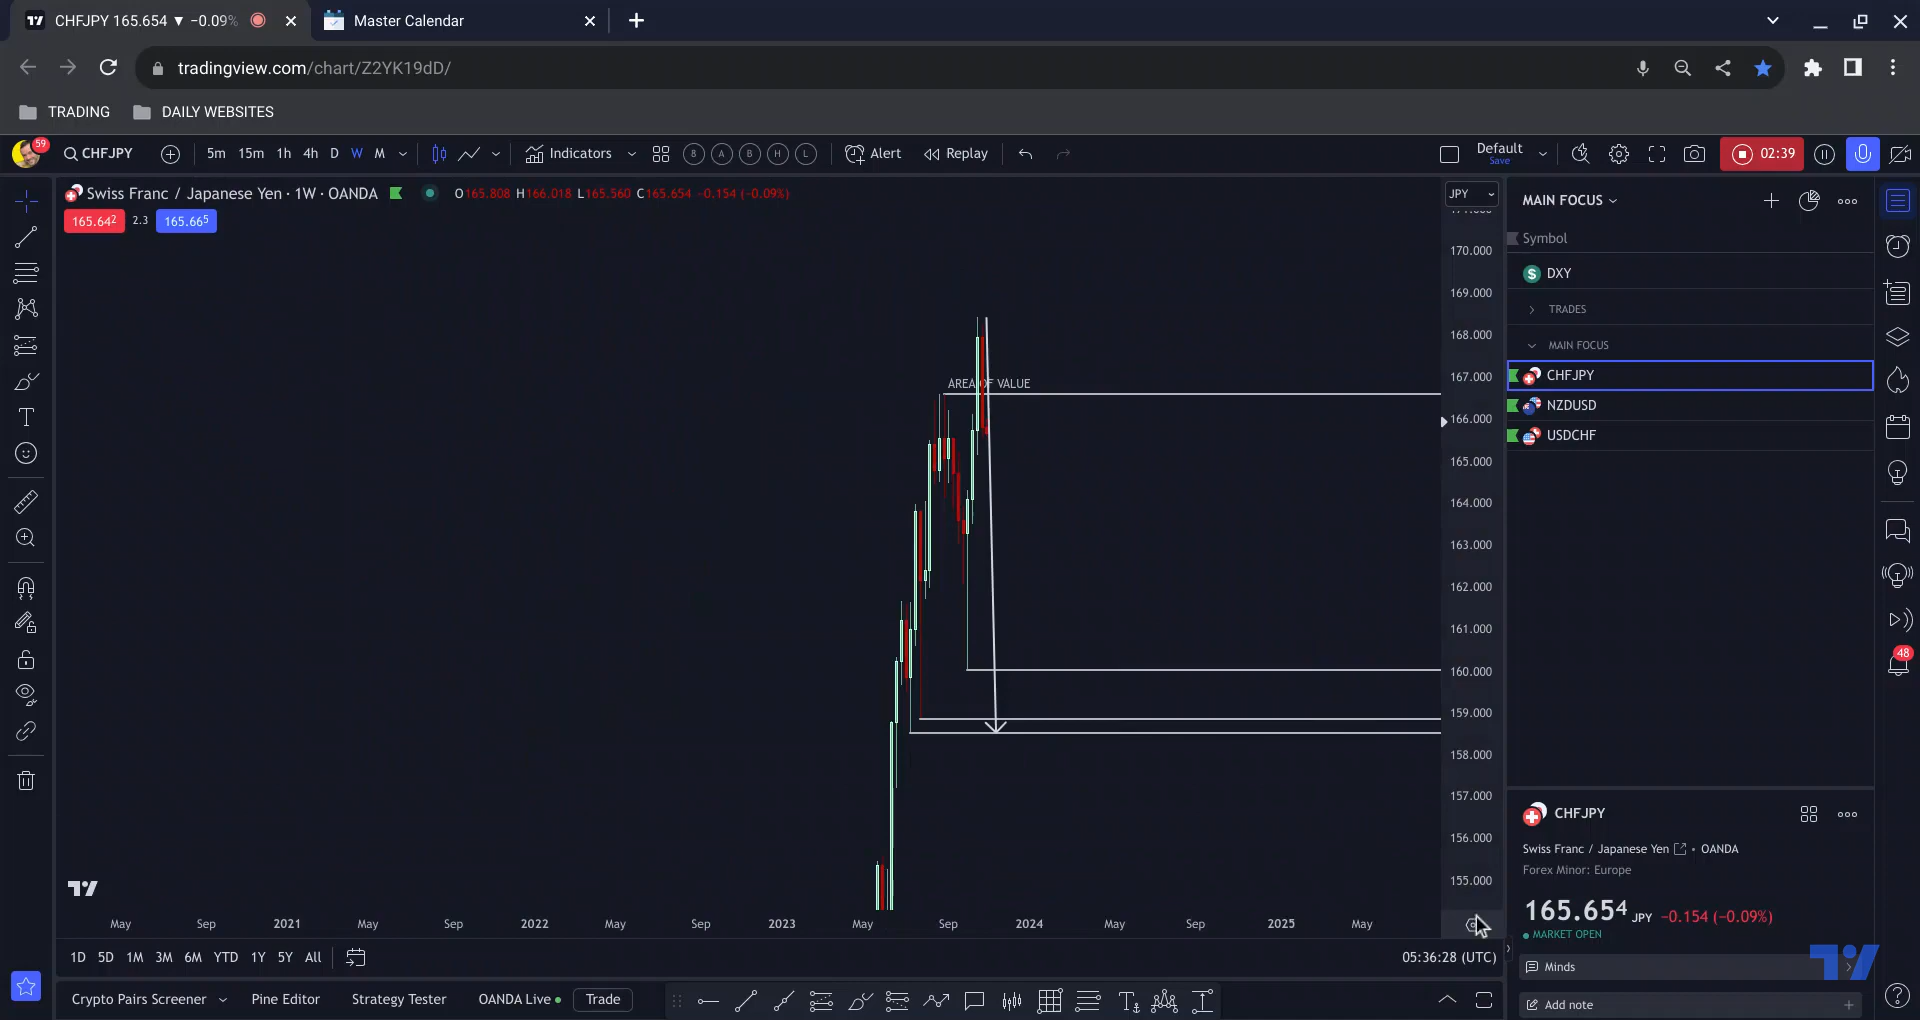 CHFJPY 165.654 ▼ −0.09%
Master Calendar
tradingview.com/chart/Z2YK19dD/
TRADING
DAILY WEBSITES
59
CHFJPY
5m 15m 1h 4h D W M
Indicators
8 A B H L
Alert
Replay
Default
Save
02:39
Swiss Franc / Japanese Yen · 1W · OANDA
O165.808 H166.018 L165.560 C165.654 −0.154 (−0.09%)
165.642
2.3
165.665
JPY
170.000
169.000
168.000
167.000
166.000
165.000
164.000
163.000
162.000
161.000
160.000
159.000
158.000
157.000
156.000
155.000
AREA OF VALUE
May Sep 2021 May Sep 2022 May Sep 2023 May Sep 2024 May Sep 2025 May
1D 5D 1M 3M 6M YTD 1Y 5Y All
05:36:28 (UTC)
Crypto Pairs Screener
Pine Editor
Strategy Tester
OANDA Live
Trade
MAIN FOCUS
Symbol
DXY
TRADES
MAIN FOCUS
CHFJPY
NZDUSD
USDCHF
48
CHFJPY
Swiss Franc / Japanese Yen • OANDA
Forex Minor: Europe
165.654 JPY −0.154 (−0.09%)
MARKET OPEN
Minds
Add note